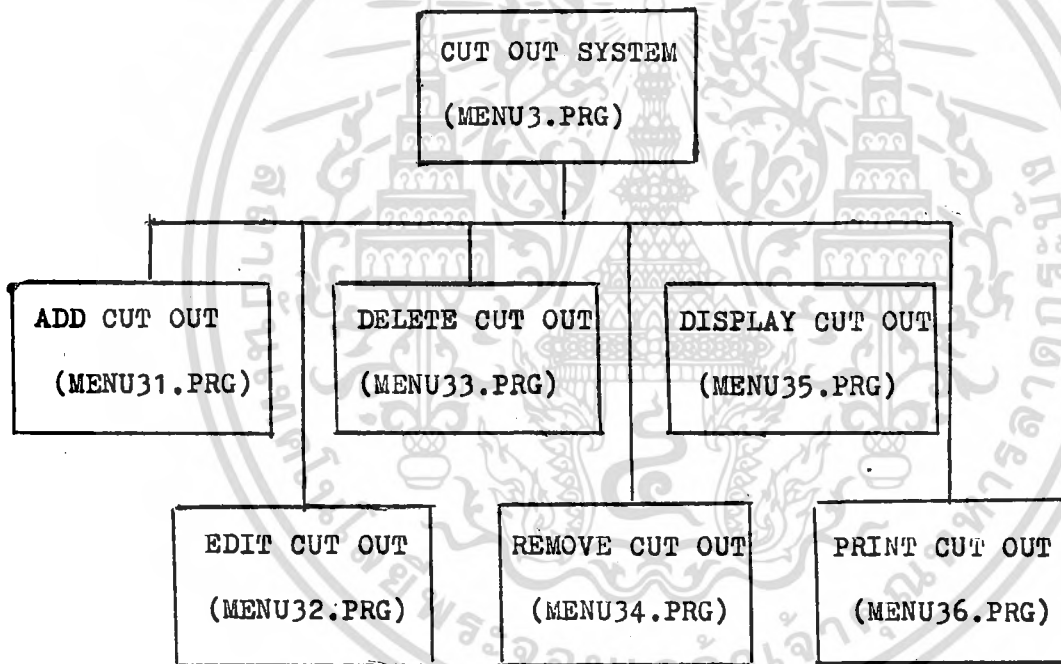 CUT OUT SYSTEM
(MENU3.PRG)
ADD CUT OUT
(MENU31.PRG)
DELETE CUT OUT
(MENU33.PRG)
DISPLAY CUT OUT
(MENU35.PRG)
EDIT CUT OUT
(MENU32.PRG)
REMOVE CUT OUT
(MENU34.PRG)
PRINT CUT OUT
(MENU36.PRG)